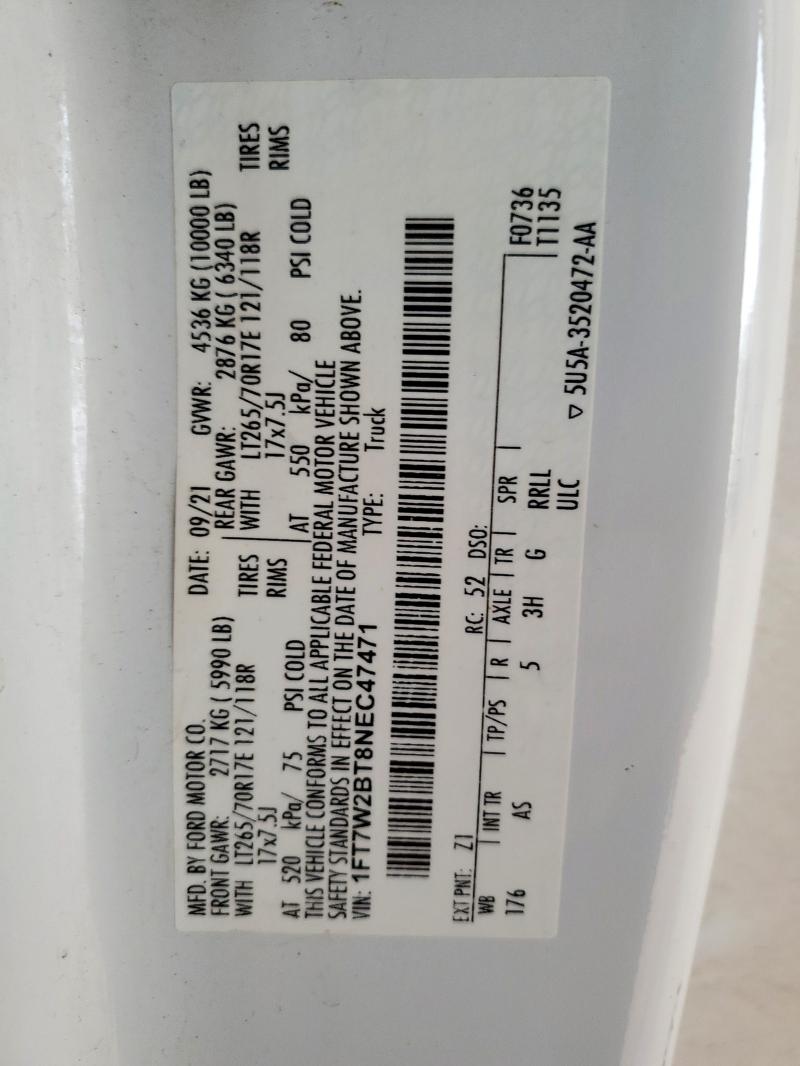 MFD. BY FORD MOTOR CO.
DATE: 09/21 GVWR: 4536 KG (10000 LB)
FRONT GAWR: 2717 KG ( 5990 LB) REAR GAWR: 2876 KG ( 6340 LB)
WITH LT265/70R17E 121/118R TIRES WITH LT265/70R17E 121/118R TIRES
17x7.5J RIMS 17x7.5J RIMS
AT 520 kPa/ 75 PSI COLD AT 550 kPa/ 80 PSI COLD
THIS VEHICLE CONFORMS TO ALL APPLICABLE FEDERAL MOTOR VEHICLE
SAFETY STANDARDS IN EFFECT ON THE DATE OF MANUFACTURE SHOWN ABOVE.
VIN: 1FT7W2BT8NEC47471 TYPE: Truck
EXT PNT: Z1 RC: 52 DSO:
WB INT TR TP/PS R AXLE TR SPR F0736
176 AS 5 3H G RRLL T1135
ULC
▽ 5U5A-3520472-AA